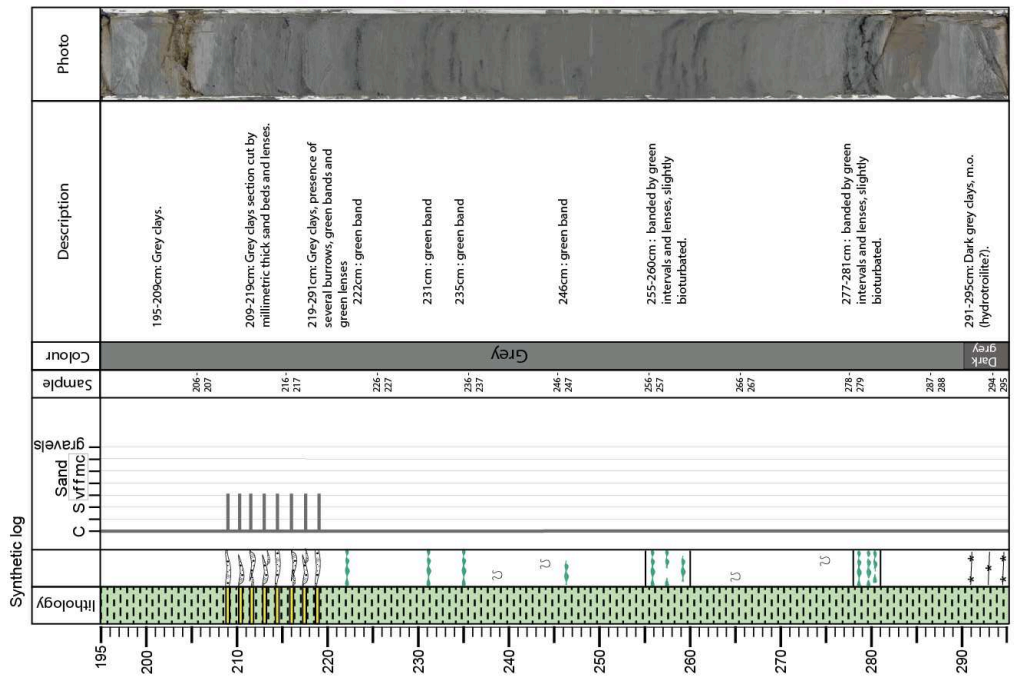 Photo
Description
Colour
Sample
Synthetic log
gravels
Sand
vf f m c
S
C
lithology
195-209cm: Grey clays.
209-219cm: Grey clays section cut by
millimetric thick sand beds and lenses.
219-291cm: Grey clays, presence of
several burrows, green bands and
green lenses
222cm : green band
231cm : green band
235cm : green band
246cm : green band
255-260cm : banded by green
intervals and lenses, slightly
bioturbated.
277-281cm : banded by green
intervals and lenses, slightly
bioturbated.
291-295cm: Dark grey clays, m.o.
(hydrotroilite?).
Grey
Dark
grey
206-
207
216-
217
226-
227
236-
237
246-
247
256-
257
266-
267
278-
279
287-
288
294-
295
195
200
210
220
230
240
250
260
270
280
290